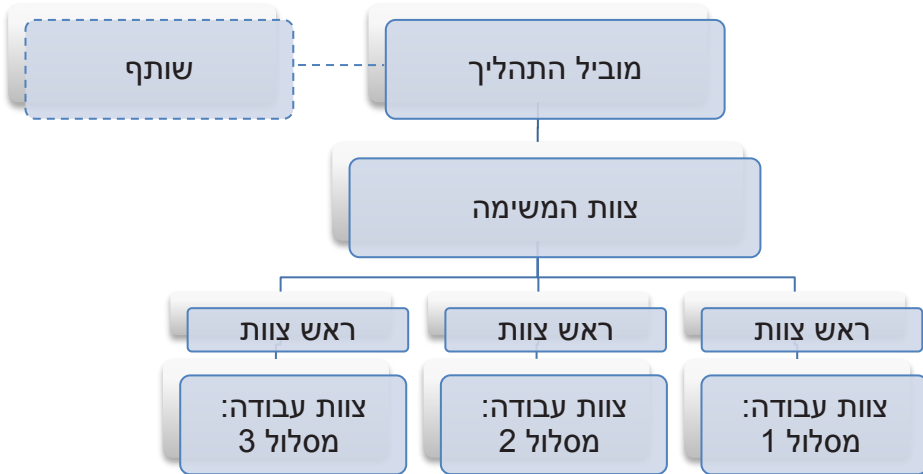 מוביל התהליך
שותף
צוות המשימה
ראש צוות
ראש צוות
ראש צוות
צוות עבודה:
מסלול 1
צוות עבודה:
מסלול 2
צוות עבודה:
מסלול 3